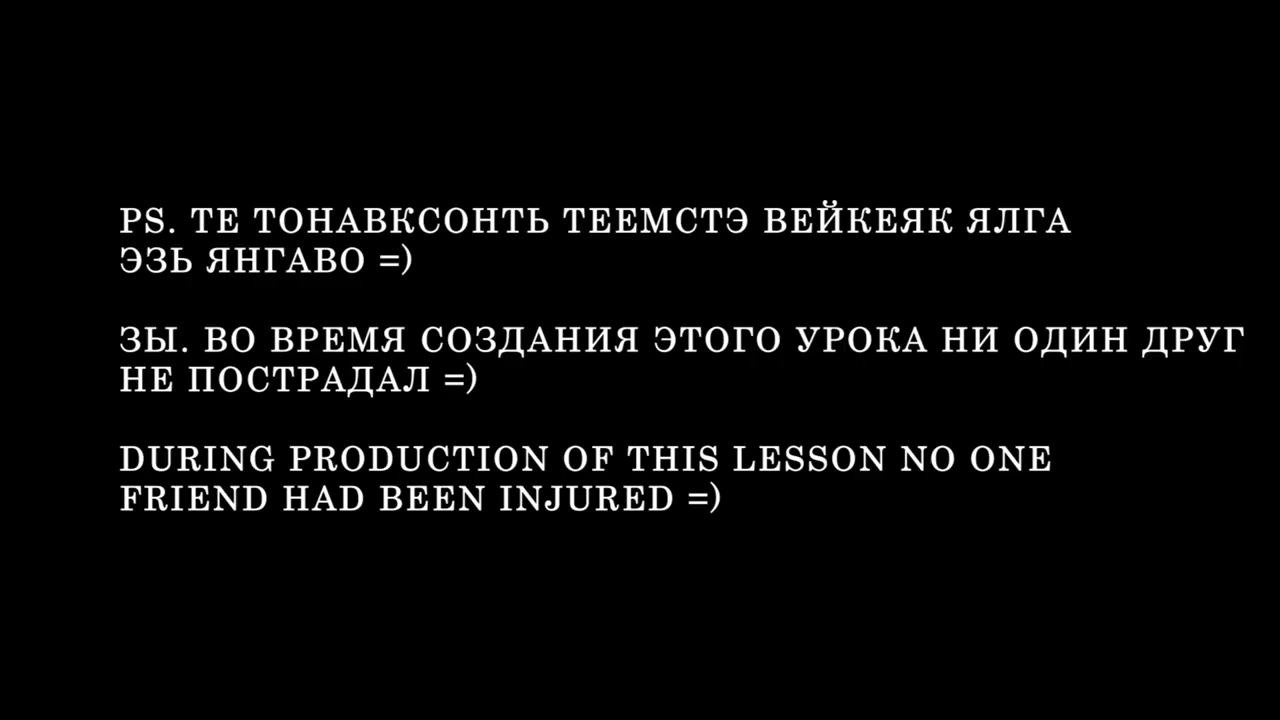 PS. ТЕ ТОНАВКСОНТЬ ТЕЕМСТЭ ВЕЙКЕЯК ЯЛГА
ЭЗЬ ЯНГАВО =)
ЗЫ. ВО ВРЕМЯ СОЗДАНИЯ ЭТОГО УРОКА НИ ОДИН ДРУГ
НЕ ПОСТРАДАЛ =)
DURING PRODUCTION OF THIS LESSON NO ONE
FRIEND HAD BEEN INJURED =)